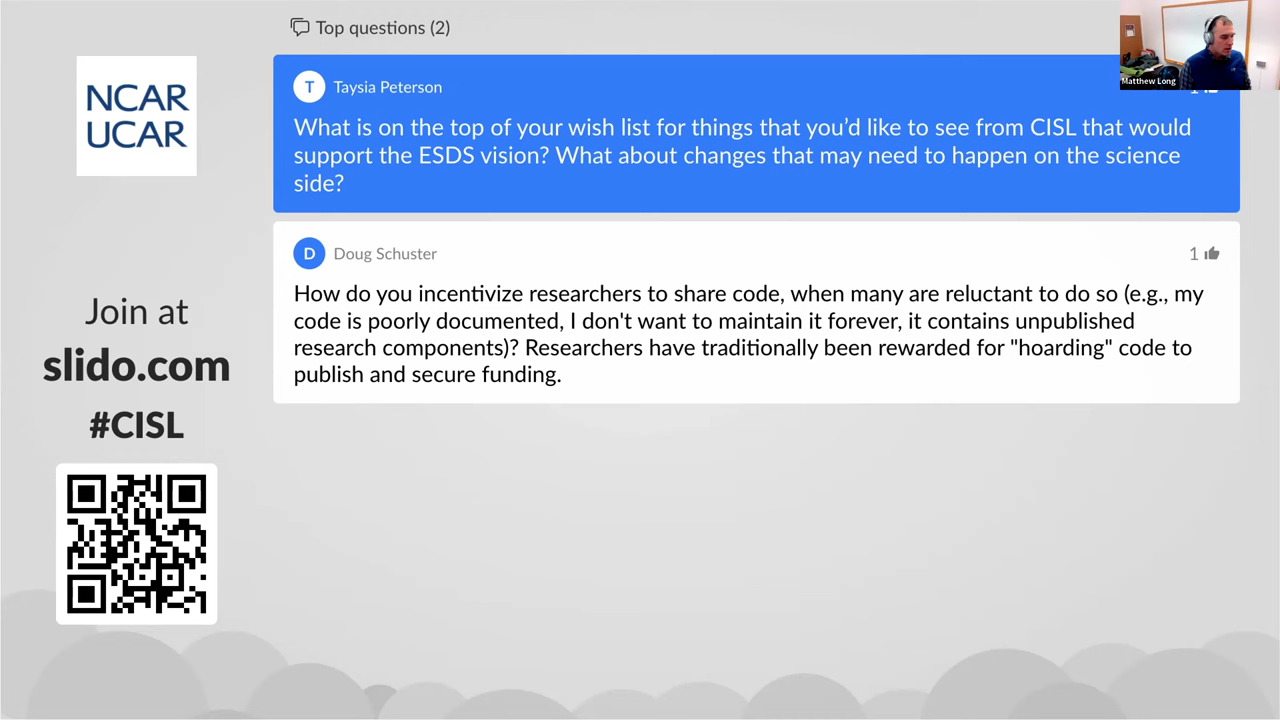 Top questions (2)
NCAR
UCAR
T Taysia Peterson
What is on the top of your wish list for things that you’d like to see from CISL that would
support the ESDS vision? What about changes that may need to happen on the science
side?
Matthew Long
D Doug Schuster
1
How do you incentivize researchers to share code, when many are reluctant to do so (e.g., my
code is poorly documented, I don't want to maintain it forever, it contains unpublished
research components)? Researchers have traditionally been rewarded for "hoarding" code to
publish and secure funding.
Join at
slido.com
#CISL